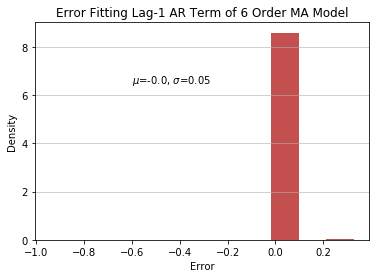 Error Fitting Lag-1 AR Term of 6 Order MA Model
8
6
4
2
0
Density
μ=-0.0, σ=0.05
−1.0 −0.8 −0.6 −0.4 −0.2 0.0 0.2
Error